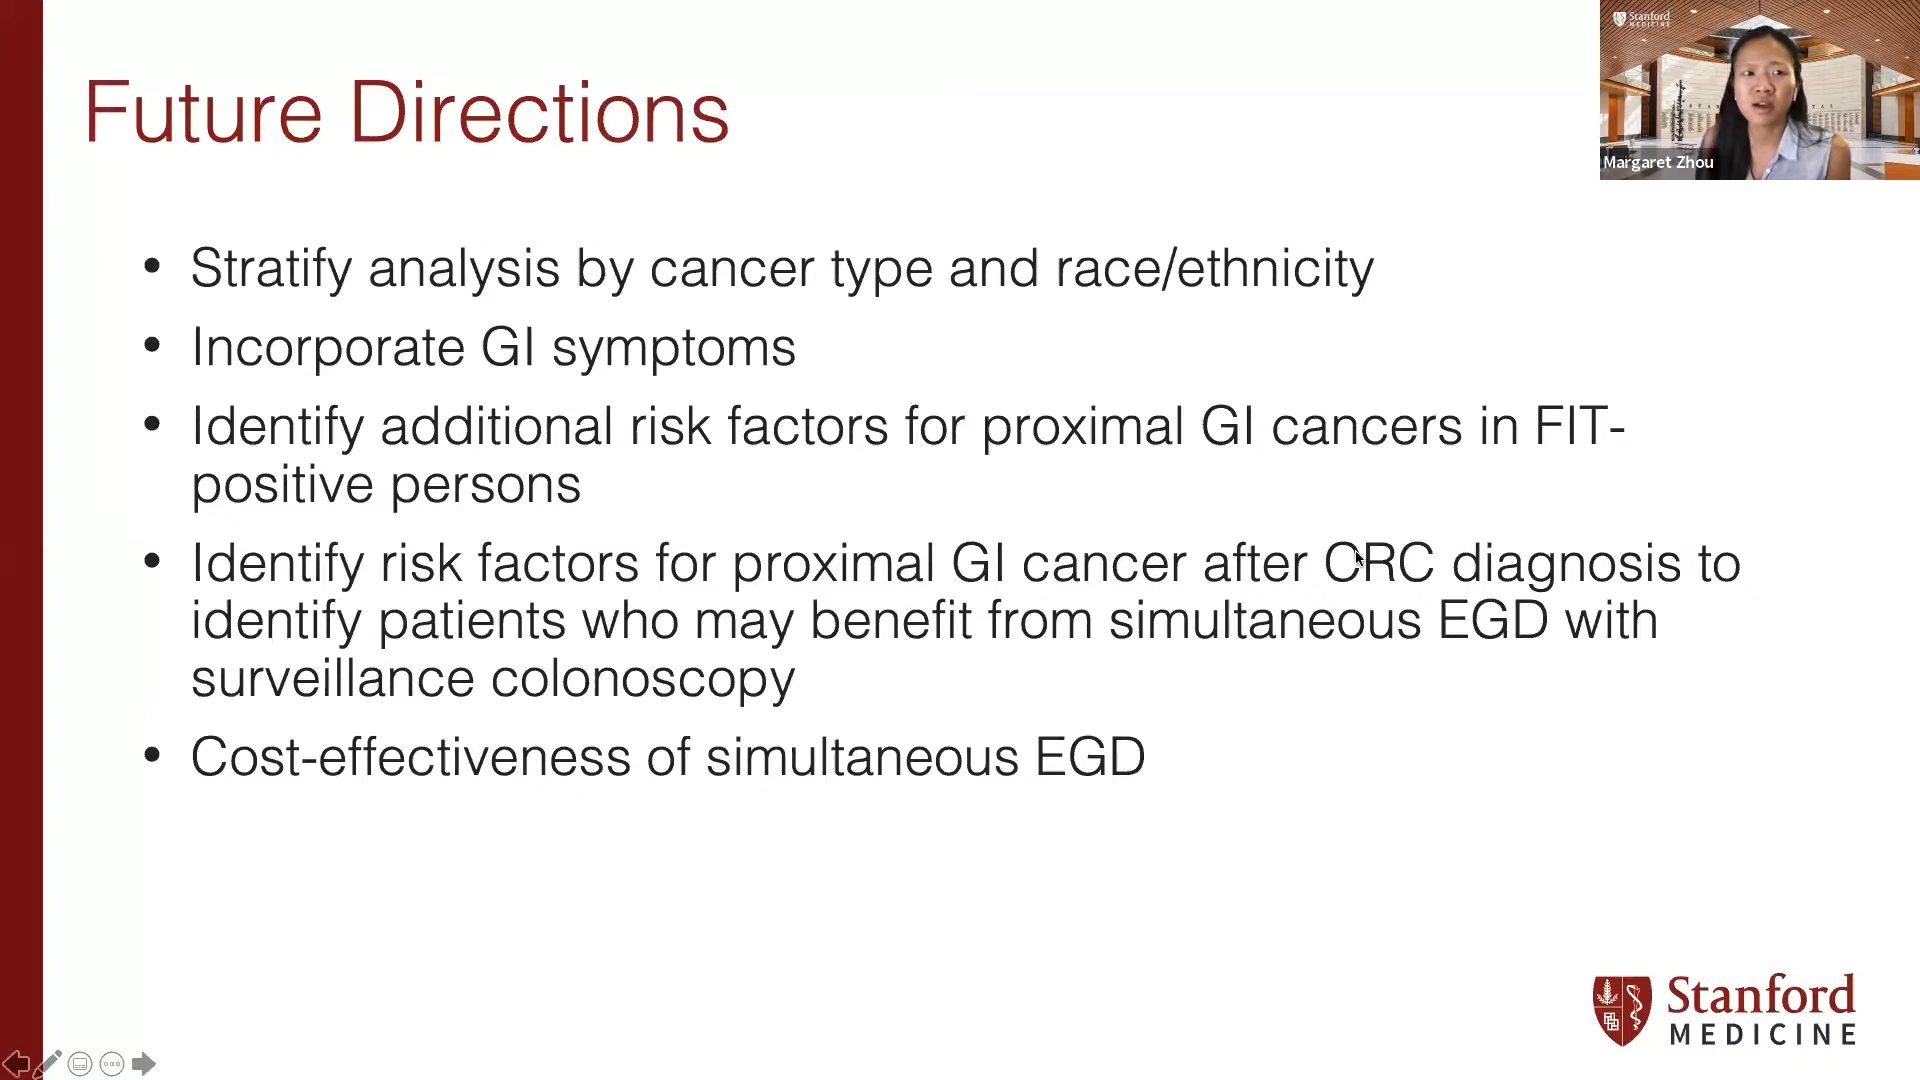 Stanford
MEDICINE
Margaret Zhou
Future Directions
• Stratify analysis by cancer type and race/ethnicity
• Incorporate GI symptoms
• Identify additional risk factors for proximal GI cancers in FIT-
positive persons
• Identify risk factors for proximal GI cancer after CRC diagnosis to
identify patients who may benefit from simultaneous EGD with
surveillance colonoscopy
• Cost-effectiveness of simultaneous EGD
Stanford
MEDICINE